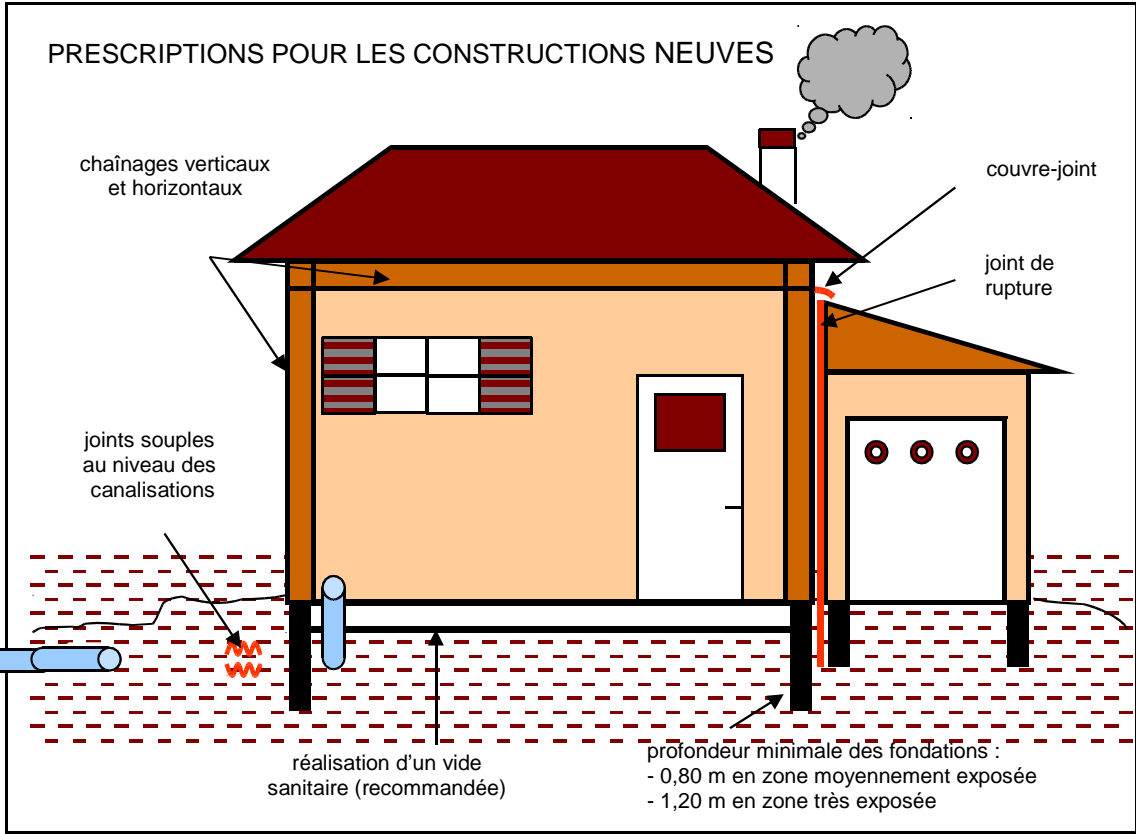 PRESCRIPTIONS POUR LES CONSTRUCTIONS NEUVES
chaînages verticaux
et horizontaux
couvre-joint
joint de
rupture
joints souples
au niveau des
canalisations
réalisation d’un vide
sanitaire (recommandée)
profondeur minimale des fondations :
- 0,80 m en zone moyennement exposée
- 1,20 m en zone très exposée